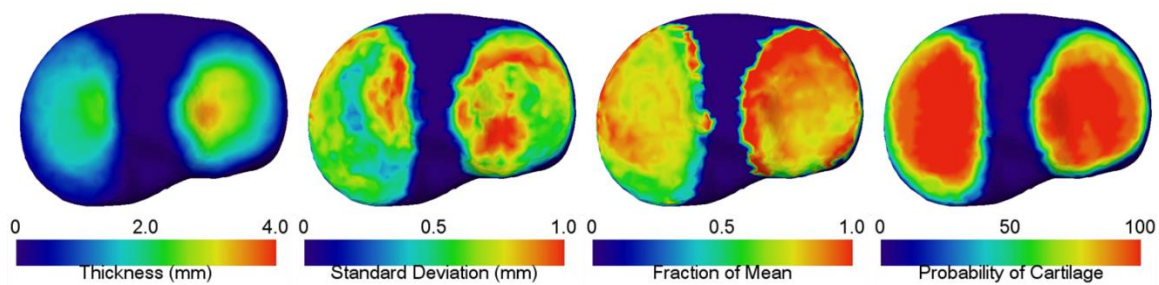 0 2.0 4.0
Thickness (mm)
0 0.5 1.0
Standard Deviation (mm)
0 0.5 1.0
Fraction of Mean
0 50 100
Probability of Cartilage